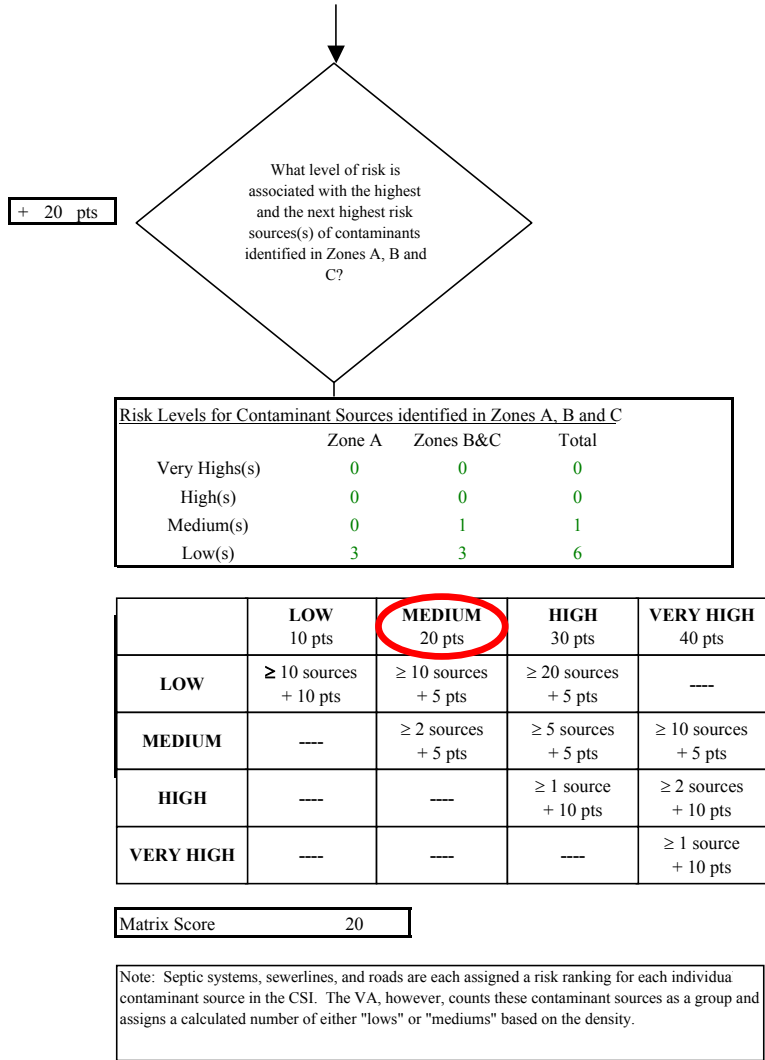 What level of risk is
associated with the highest
and the next highest risk
sources(s) of contaminants
identified in Zones A, B and
C?
+ 20 pts
Risk Levels for Contaminant Sources identified in Zones A, B and C
Zone A Zones B&C Total
Very Highs(s) 0 0 0
High(s) 0 0 0
Medium(s) 0 1 1
Low(s) 3 3 6
LOW MEDIUM HIGH VERY HIGH
10 pts 20 pts 30 pts 40 pts
LOW ≥ 10 sources ≥ 10 sources ≥ 20 sources ----
+ 10 pts + 5 pts + 5 pts
MEDIUM ---- ≥ 2 sources ≥ 5 sources ≥ 10 sources
+ 5 pts + 5 pts + 5 pts
HIGH ---- ---- ≥ 1 source ≥ 2 sources
+ 10 pts + 10 pts
VERY HIGH ---- ---- ---- ≥ 1 source
+ 10 pts
Matrix Score 20
Note: Septic systems, sewerlines, and roads are each assigned a risk ranking for each individua
contaminant source in the CSI. The VA, however, counts these contaminant sources as a group and
assigns a calculated number of either "lows" or "mediums" based on the density.